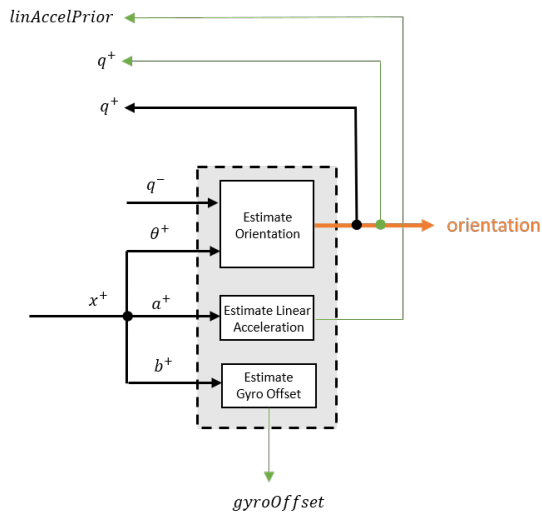 linAccelPrior
q⁺
q⁺
q⁻
Estimate
Orientation
orientation
θ⁺
x⁺
a⁺
Estimate Linear
Acceleration
b⁺
Estimate
Gyro Offset
gyroOffset